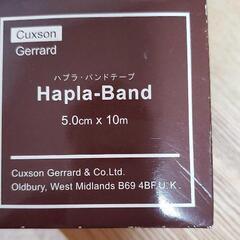 Cuxson
Gerrard
ハプラ・バンドテープ
Hapla-Band
5.0cm x 10m
Cuxson Gerrard & Co.Ltd.
Oldbury, West Midlands B69 4BF.U.K.